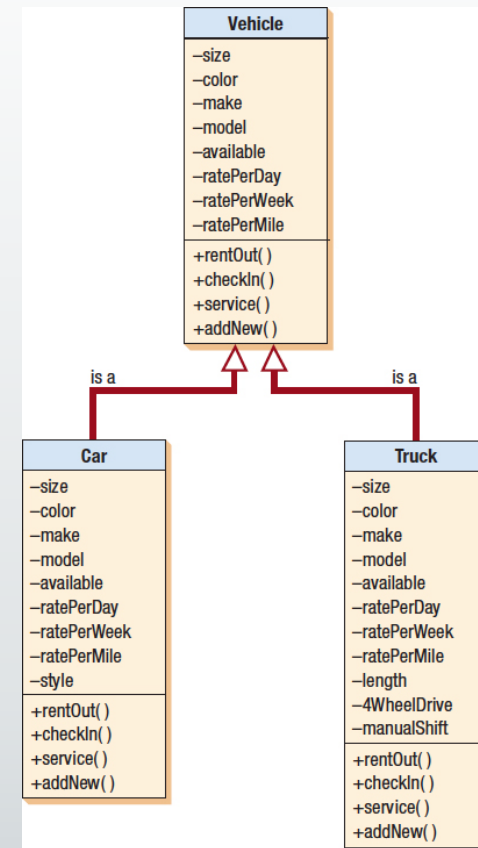 Vehicle
–size
–color
–make
–model
–available
–ratePerDay
–ratePerWeek
–ratePerMile
+rentOut( )
+checkIn( )
+service( )
+addNew( )
is a
is a
Car
–size
–color
–make
–model
–available
–ratePerDay
–ratePerWeek
–ratePerMile
–style
+rentOut( )
+checkIn( )
+service( )
+addNew( )
Truck
–size
–color
–make
–model
–available
–ratePerDay
–ratePerWeek
–ratePerMile
–length
–4WheelDrive
–manualShift
+rentOut( )
+checkIn( )
+service( )
+addNew( )